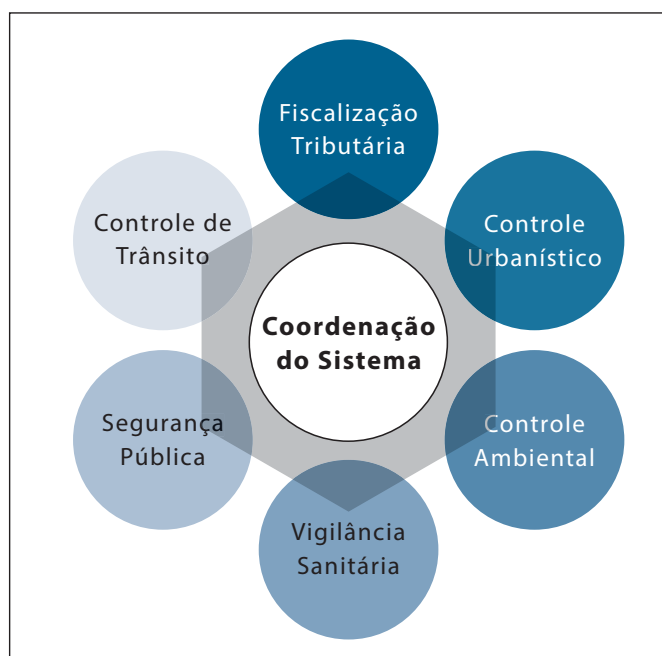 Fiscalização
Tributária
Controle de
Trânsito
Controle
Urbanístico
Coordenação
do Sistema
Segurança
Pública
Controle
Ambiental
Vigilância
Sanitária